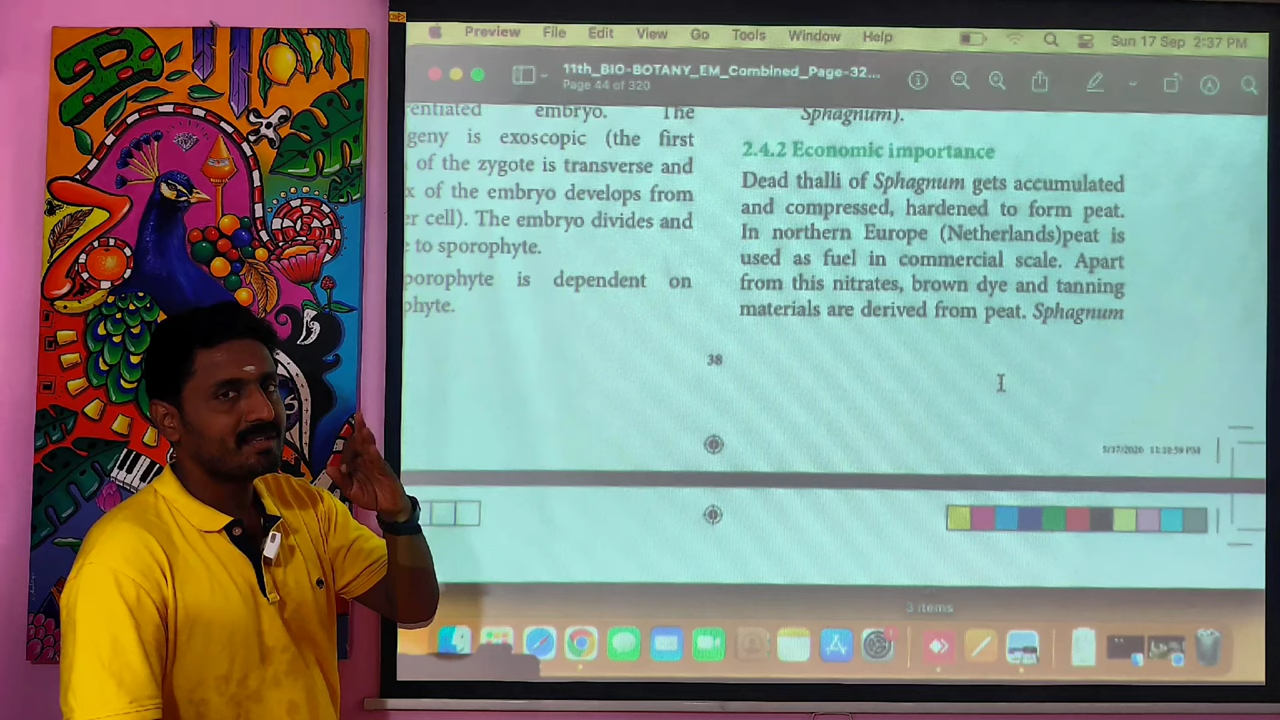 Preview File Edit View Go Tools Window Help Sun 17 Sep 2:37 PM
11th_BIO-BOTANY_EM_Combined_Page-32...
Page 44 of 320
rentiated embryo. The
geny is exoscopic (the first
of the zygote is transverse and
x of the embryo develops from
er cell). The embryo divides and
e to sporophyte.
porophyte is dependent on
phyte.
Sphagnum).
2.4.2 Economic importance
Dead thalli of Sphagnum gets accumulated
and compressed, hardened to form peat.
In northern Europe (Netherlands)peat is
used as fuel in commercial scale. Apart
from this nitrates, brown dye and tanning
materials are derived from peat. Sphagnum
38
3 items